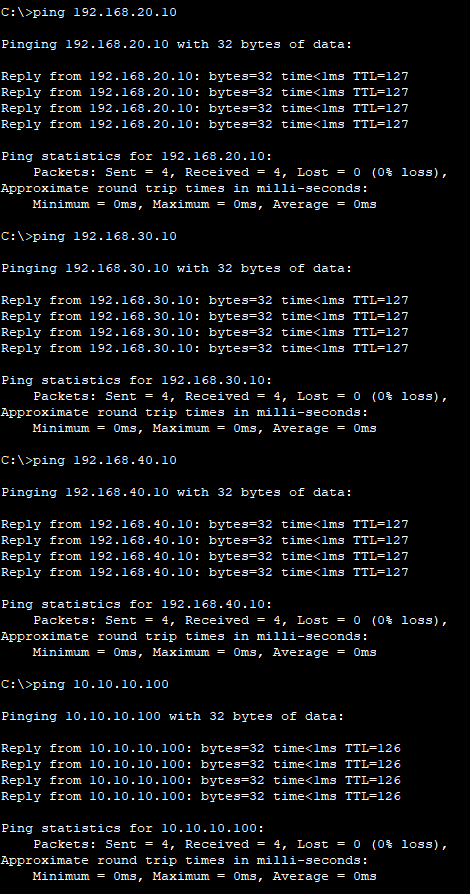 C:\>ping 192.168.20.10
Pinging 192.168.20.10 with 32 bytes of data:
Reply from 192.168.20.10: bytes=32 time<1ms TTL=127
Reply from 192.168.20.10: bytes=32 time<1ms TTL=127
Reply from 192.168.20.10: bytes=32 time<1ms TTL=127
Reply from 192.168.20.10: bytes=32 time<1ms TTL=127
Ping statistics for 192.168.20.10:
    Packets: Sent = 4, Received = 4, Lost = 0 (0% loss),
Approximate round trip times in milli-seconds:
    Minimum = 0ms, Maximum = 0ms, Average = 0ms
C:\>ping 192.168.30.10
Pinging 192.168.30.10 with 32 bytes of data:
Reply from 192.168.30.10: bytes=32 time<1ms TTL=127
Reply from 192.168.30.10: bytes=32 time<1ms TTL=127
Reply from 192.168.30.10: bytes=32 time<1ms TTL=127
Reply from 192.168.30.10: bytes=32 time<1ms TTL=127
Ping statistics for 192.168.30.10:
    Packets: Sent = 4, Received = 4, Lost = 0 (0% loss),
Approximate round trip times in milli-seconds:
    Minimum = 0ms, Maximum = 0ms, Average = 0ms
C:\>ping 192.168.40.10
Pinging 192.168.40.10 with 32 bytes of data:
Reply from 192.168.40.10: bytes=32 time<1ms TTL=127
Reply from 192.168.40.10: bytes=32 time<1ms TTL=127
Reply from 192.168.40.10: bytes=32 time<1ms TTL=127
Reply from 192.168.40.10: bytes=32 time<1ms TTL=127
Ping statistics for 192.168.40.10:
    Packets: Sent = 4, Received = 4, Lost = 0 (0% loss),
Approximate round trip times in milli-seconds:
    Minimum = 0ms, Maximum = 0ms, Average = 0ms
C:\>ping 10.10.10.100
Pinging 10.10.10.100 with 32 bytes of data:
Reply from 10.10.10.100: bytes=32 time<1ms TTL=126
Reply from 10.10.10.100: bytes=32 time<1ms TTL=126
Reply from 10.10.10.100: bytes=32 time<1ms TTL=126
Reply from 10.10.10.100: bytes=32 time<1ms TTL=126
Ping statistics for 10.10.10.100:
    Packets: Sent = 4, Received = 4, Lost = 0 (0% loss),
Approximate round trip times in milli-seconds:
    Minimum = 0ms, Maximum = 0ms, Average = 0ms